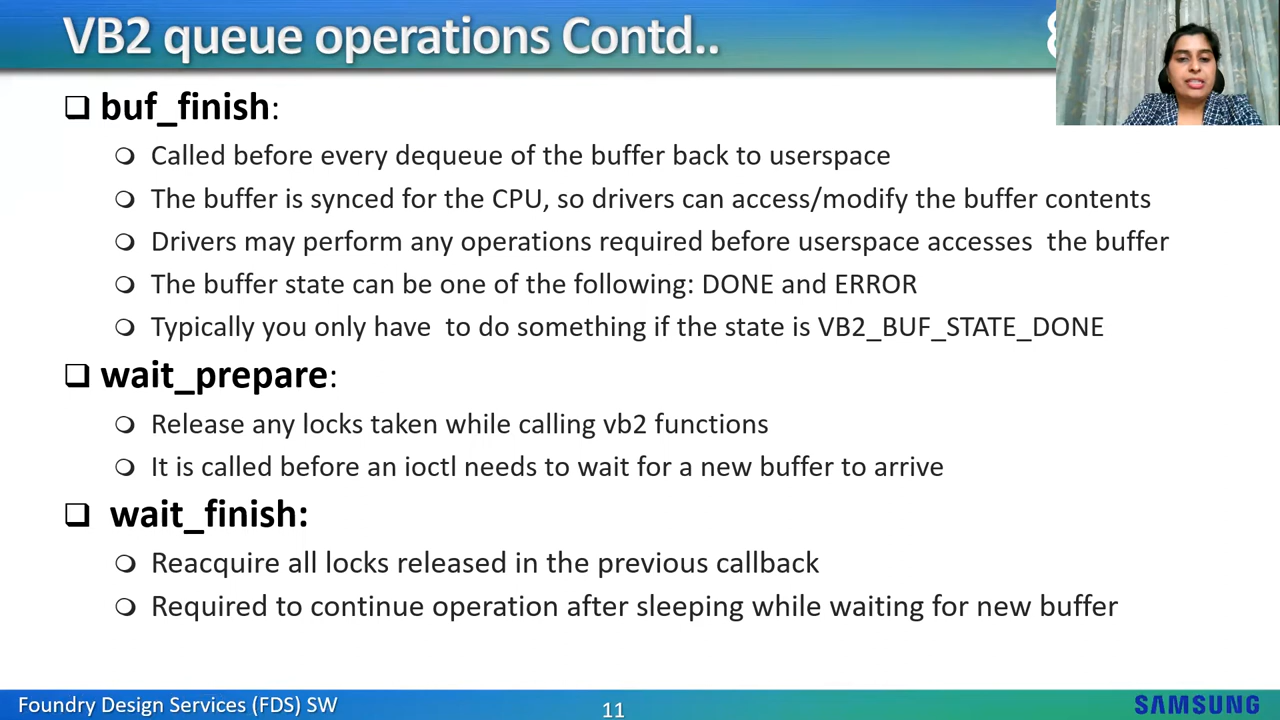 VB2 queue operations Contd..
❑ buf_finish:
❍ Called before every dequeue of the buffer back to userspace
❍ The buffer is synced for the CPU, so drivers can access/modify the buffer contents
❍ Drivers may perform any operations required before userspace accesses the buffer
❍ The buffer state can be one of the following: DONE and ERROR
❍ Typically you only have to do something if the state is VB2_BUF_STATE_DONE
❑ wait_prepare:
❍ Release any locks taken while calling vb2 functions
❍ It is called before an ioctl needs to wait for a new buffer to arrive
❑ wait_finish:
❍ Reacquire all locks released in the previous callback
❍ Required to continue operation after sleeping while waiting for new buffer
Foundry Design Services (FDS) SW
11
SAMSUNG